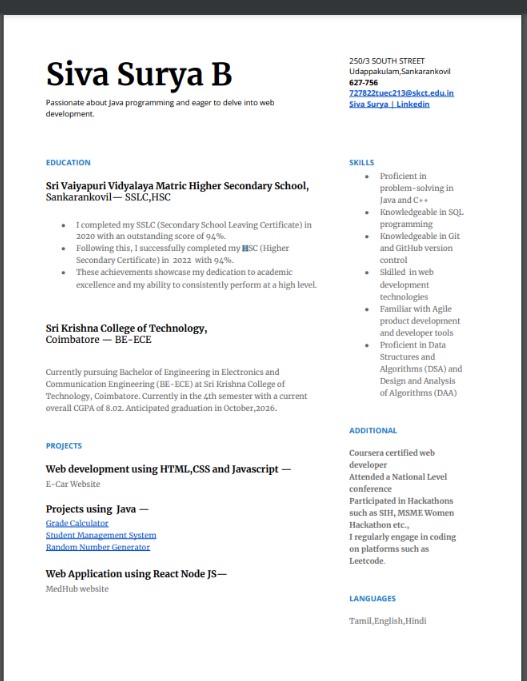 Siva Surya B
Passionate about Java programming and eager to delve into web
development.
250/3 SOUTH STREET
Udappakulam,Sankarankovil
627-756
727822tuec213@skct.edu.in
Siva Surya | Linkedin
EDUCATION
Sri Vaiyapuri Vidyalaya Matric Higher Secondary School,
Sankarankovil— SSLC,HSC
● I completed my SSLC (Secondary School Leaving Certificate) in
2020 with an outstanding score of 94%.
● Following this, I successfully completed my HSC (Higher
Secondary Certificate) in 2022 with 94%.
● These achievements showcase my dedication to academic
excellence and my ability to consistently perform at a high level.
Sri Krishna College of Technology,
Coimbatore — BE-ECE
Currently pursuing Bachelor of Engineering in Electronics and
Communication Engineering (BE-ECE) at Sri Krishna College of
Technology, Coimbatore. Currently in the 4th semester with a current
overall CGPA of 8.02. Anticipated graduation in October,2026.
PROJECTS
Web development using HTML,CSS and Javascript —
E-Car Website
Projects using Java —
Grade Calculator
Student Management System
Random Number Generator
Web Application using React Node JS—
MedHub website
SKILLS
● Proficient in
problem-solving in
Java and C++
● Knowledgeable in SQL
programming
● Knowledgeable in Git
and GitHub version
control
● Skilled in web
development
technologies
● Familiar with Agile
product development
and developer tools
● Proficient in Data
Structures and
Algorithms (DSA) and
Design and Analysis
of Algorithms (DAA)
ADDITIONAL
Coursera certified web
developer
Attended a National Level
conference
Participated in Hackathons
such as SIH, MSME Women
Hackathon etc.,
I regularly engage in coding
on platforms such as
Leetcode.
LANGUAGES
Tamil,English,Hindi